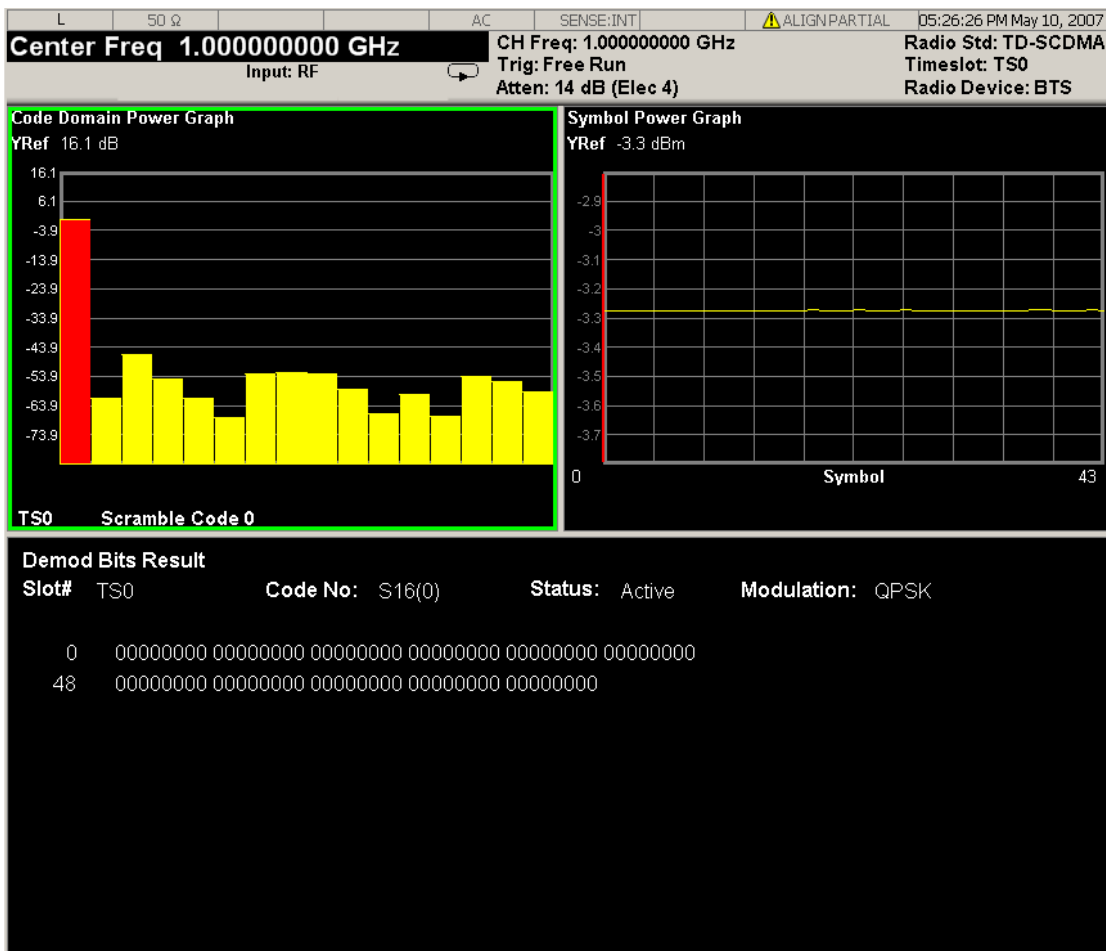 L 50 Ω AC SENSE:INT ALIGN PARTIAL 05:26:26 PM May 10, 2007
Center Freq 1.000000000 GHz
Input: RF
CH Freq: 1.000000000 GHz
Trig: Free Run
Atten: 14 dB (Elec 4)
Radio Std: TD-SCDMA
Timeslot: TS0
Radio Device: BTS
Code Domain Power Graph
YRef 16.1 dB
16.1
6.1
-3.9
-13.9
-23.9
-33.9
-43.9
-53.9
-63.9
-73.9
TS0 Scramble Code 0
Symbol Power Graph
YRef -3.3 dBm
-2.9
-3
-3.1
-3.2
-3.3
-3.4
-3.5
-3.6
-3.7
0 Symbol 43
Demod Bits Result
Slot# TS0 Code No: S16(0) Status: Active Modulation: QPSK
0 00000000 00000000 00000000 00000000 00000000 00000000
48 00000000 00000000 00000000 00000000 00000000